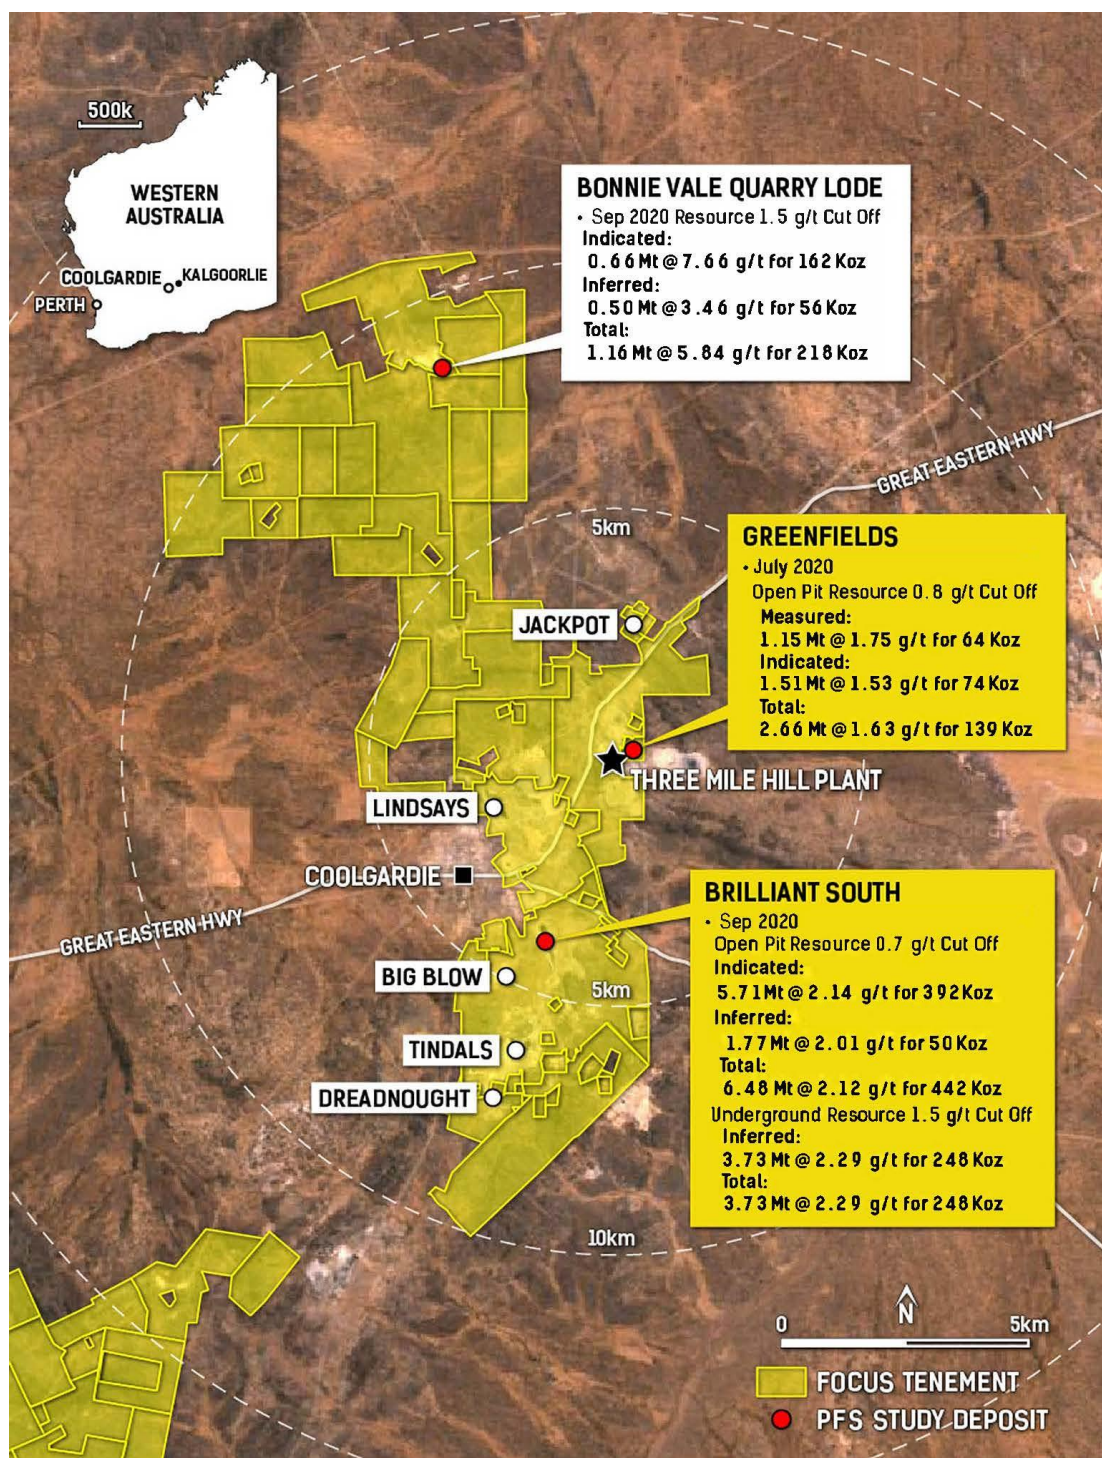 500k
WESTERN
AUSTRALIA
COOLGARDIE
KALGOORLIE
PERTH
BONNIE VALE QUARRY LODE
• Sep 2020 Resource 1.5 g/t Cut Off
Indicated:
0.66 Mt @ 7.66 g/t for 162 Koz
Inferred:
0.50 Mt @ 3.46 g/t for 56 Koz
Total:
1.16 Mt @ 5.84 g/t for 218 Koz
GREAT EASTERN HWY
5km
GREENFIELDS
• July 2020
Open Pit Resource 0.8 g/t Cut Off
Measured:
1.15 Mt @ 1.75 g/t for 64 Koz
Indicated:
1.51 Mt @ 1.53 g/t for 74 Koz
Total:
2.66 Mt @ 1.63 g/t for 139 Koz
JACKPOT
THREE MILE HILL PLANT
LINDSAYS
COOLGARDIE
GREAT EASTERN HWY
BRILLIANT SOUTH
• Sep 2020
Open Pit Resource 0.7 g/t Cut Off
Indicated:
5.71 Mt @ 2.14 g/t for 392 Koz
Inferred:
1.77 Mt @ 2.01 g/t for 50 Koz
Total:
6.48 Mt @ 2.12 g/t for 442 Koz
Underground Resource 1.5 g/t Cut Off
Inferred:
3.73 Mt @ 2.29 g/t for 248 Koz
Total:
3.73 Mt @ 2.29 g/t for 248 Koz
BIG BLOW
5km
TINDALS
DREADNOUGHT
10km
N
0
5km
FOCUS TENEMENT
PFS STUDY DEPOSIT